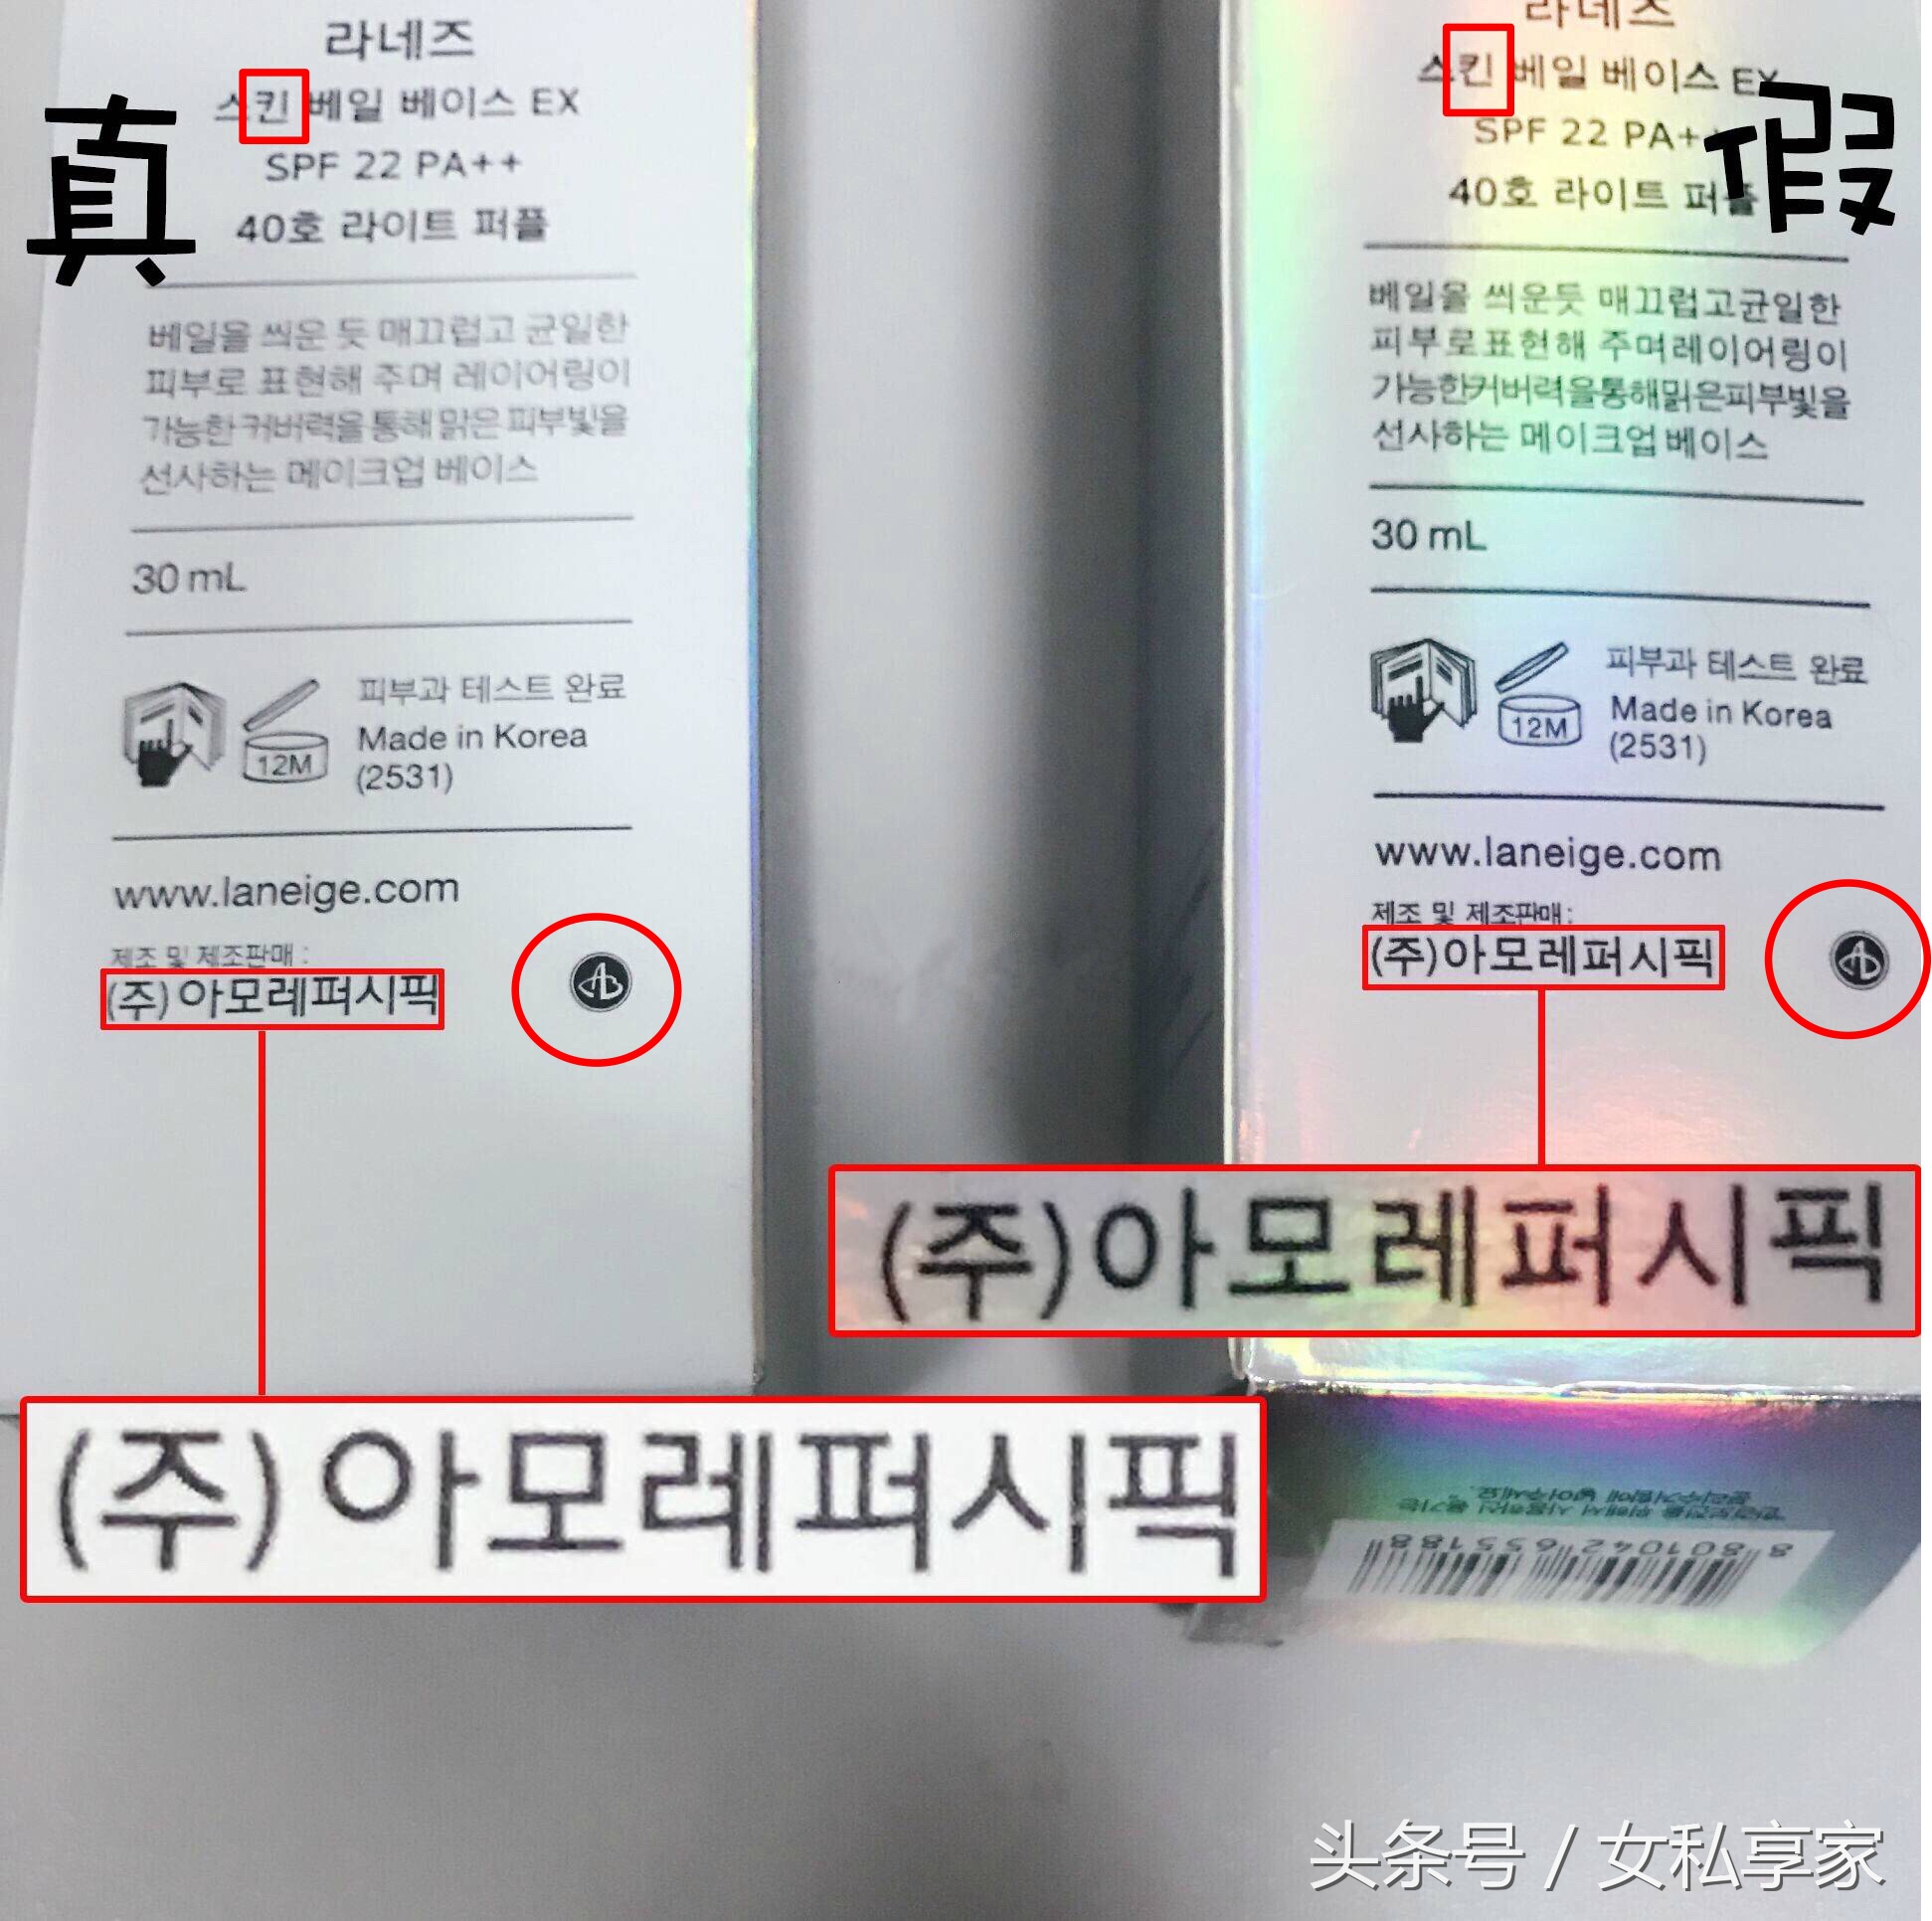 真
라네즈
스킨 베일 베이스 EX
SPF 22 PA++
40호 라이트 퍼플
베일을 씌운 듯 매끄럽고 균일한
피부로 표현해 주며 레이어링이
가능한 커버력을 통해 맑은 피부빛을
선사하는 메이크업 베이스
30 mL
12M
피부과 테스트 완료
Made in Korea
(2531)
www.laneige.com
제조 및 제조판매 :
(주) 아모레퍼시픽
(주) 아모레퍼시픽
假
라네즈
스킨 베일 베이스 EX
SPF 22 PA++
40호 라이트 퍼플
베일을 씌운듯 매끄럽고균일한
피부로표현해 주며레이어링이
가능한커버력을통해맑은피부빛을
선사하는 메이크업 베이스
30 mL
12M
피부과 테스트 완료
Made in Korea
(2531)
www.laneige.com
제조 및 제조판매 :
(주)아모레퍼시픽
(주)아모레퍼시픽
8 801042 655188
头条号 / 女私享家